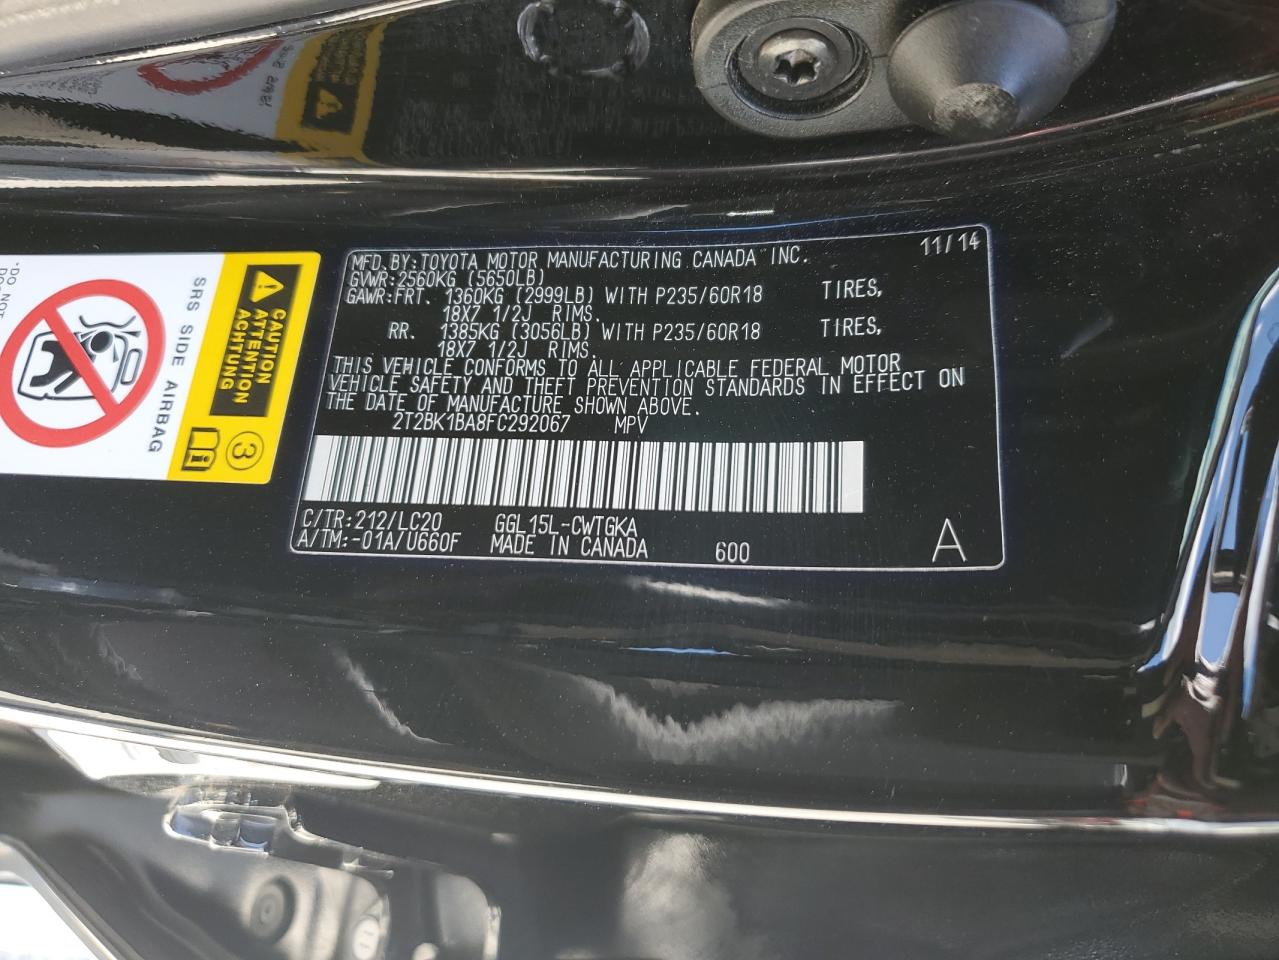 MFD.BY:TOYOTA MOTOR MANUFACTURING CANADA INC. 11/14
GVWR:2560KG (5650LB)
GAWR:FRT. 1360KG (2999LB) WITH P235/60R18 TIRES,
18X7 1/2J RIMS.
RR. 1385KG (3056LB) WITH P235/60R18 TIRES,
18X7 1/2J RIMS.
THIS VEHICLE CONFORMS TO ALL APPLICABLE FEDERAL MOTOR
VEHICLE SAFETY AND THEFT PREVENTION STANDARDS IN EFFECT ON
THE DATE OF MANUFACTURE SHOWN ABOVE.
2T2BK1BA8FC292067 MPV
C/TR:212/LC20 GGL15L-CWTGKA
A/TM:-01A/U660F MADE IN CANADA 600 A
CAUTION
ATTENTION
ACHTUNG
3
SRS SIDE AIRBAG
"DO NOT